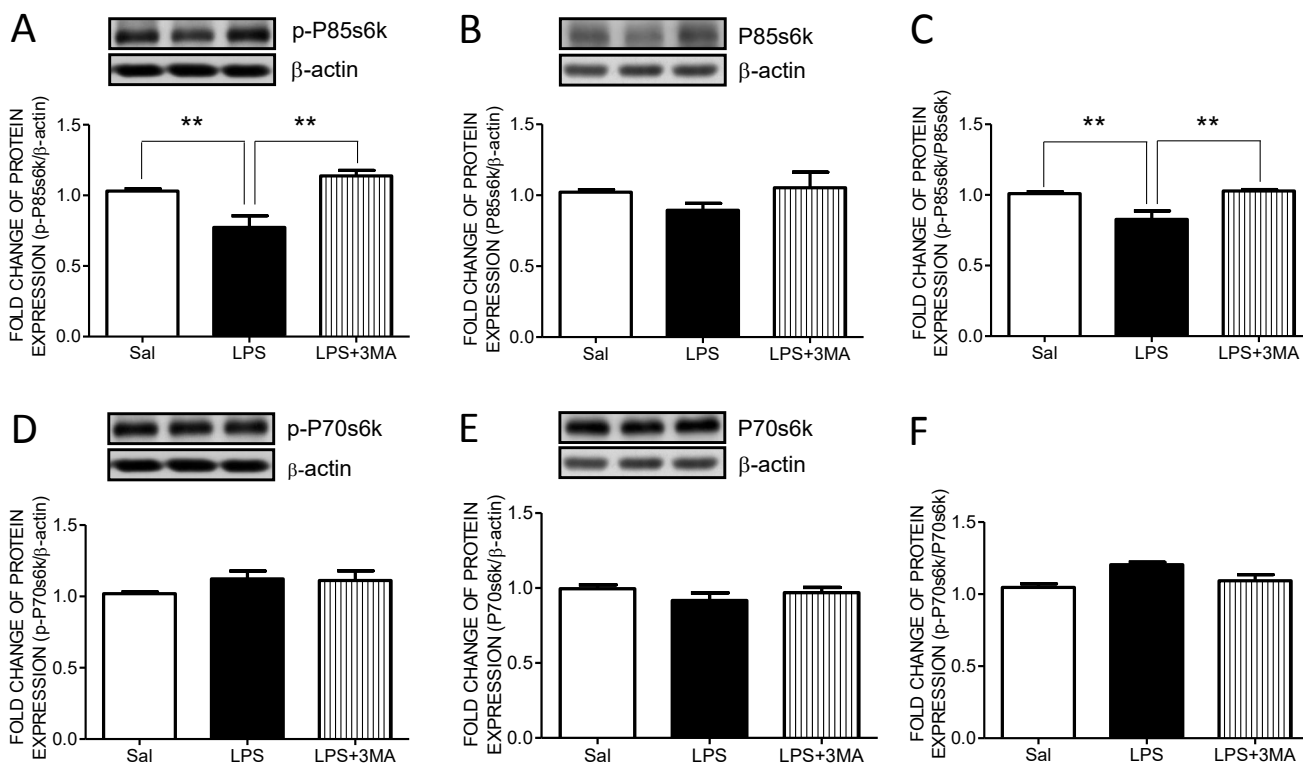 A
p-P85s6k
β-actin
FOLD CHANGE OF PROTEIN
EXPRESSION (p-P85s6k/β-actin)
1.5
1.0
0.5
0.0
** **
Sal LPS LPS+3MA
B
P85s6k
β-actin
FOLD CHANGE OF PROTEIN
EXPRESSION (P85s6k/β-actin)
1.5
1.0
0.5
0.0
Sal LPS LPS+3MA
C
FOLD CHANGE OF PROTEIN
EXPRESSION (p-P85s6k/P85s6k)
1.5
1.0
0.5
0.0
** **
Sal LPS LPS+3MA
D
p-P70s6k
β-actin
FOLD CHANGE OF PROTEIN
EXPRESSION (p-P70s6k/β-actin)
1.5
1.0
0.5
0.0
Sal LPS LPS+3MA
E
P70s6k
β-actin
FOLD CHANGE OF PROTEIN
EXPRESSION (P70s6k/β-actin)
1.5
1.0
0.5
0.0
Sal LPS LPS+3MA
F
FOLD CHANGE OF PROTEIN
EXPRESSION (p-P70s6k/P70s6k)
1.5
1.0
0.5
0.0
Sal LPS LPS+3MA